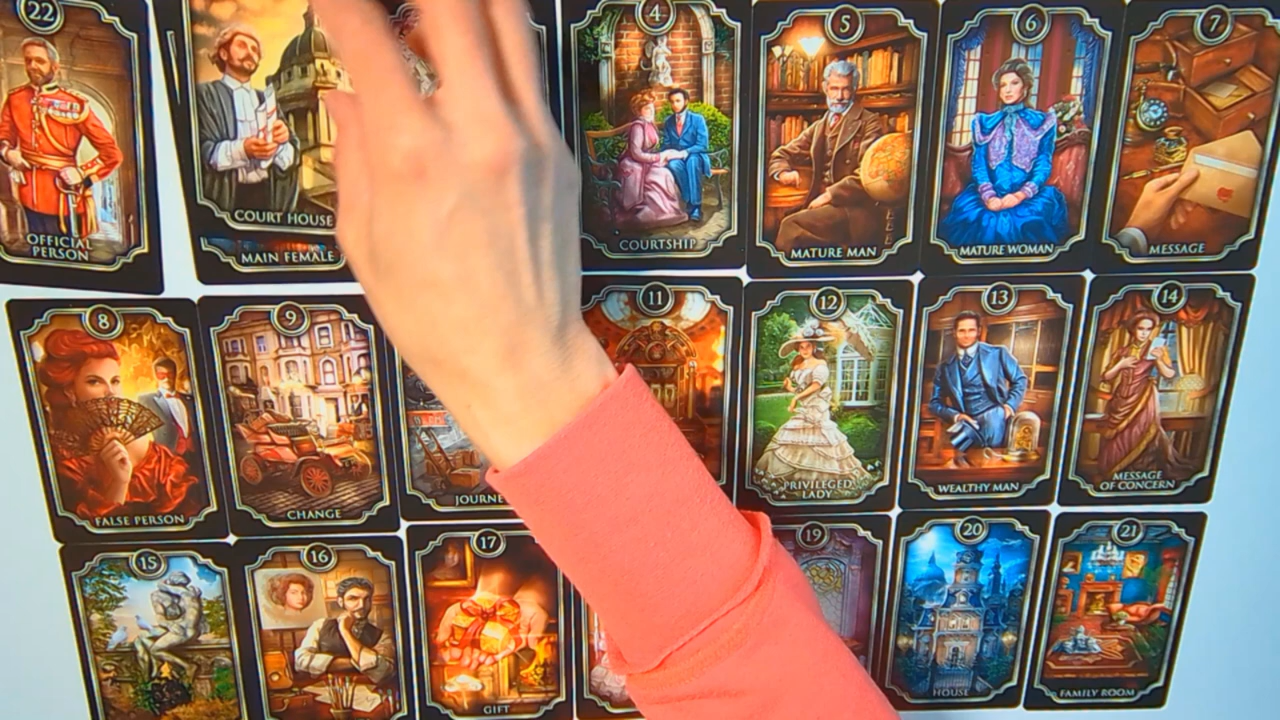 22
OFFICIAL
PERSON
COURT HOUSE
MAIN FEMALE
4
COURTSHIP
5
MATURE MAN
6
MATURE WOMAN
7
MESSAGE
8
FALSE PERSON
9
CHANGE
JOURNE
11
12
PRIVILEGED
LADY
13
WEALTHY MAN
14
MESSAGE
OF CONCERN
15
16
17
GIFT
19
20
HOUSE
21
FAMILY ROOM